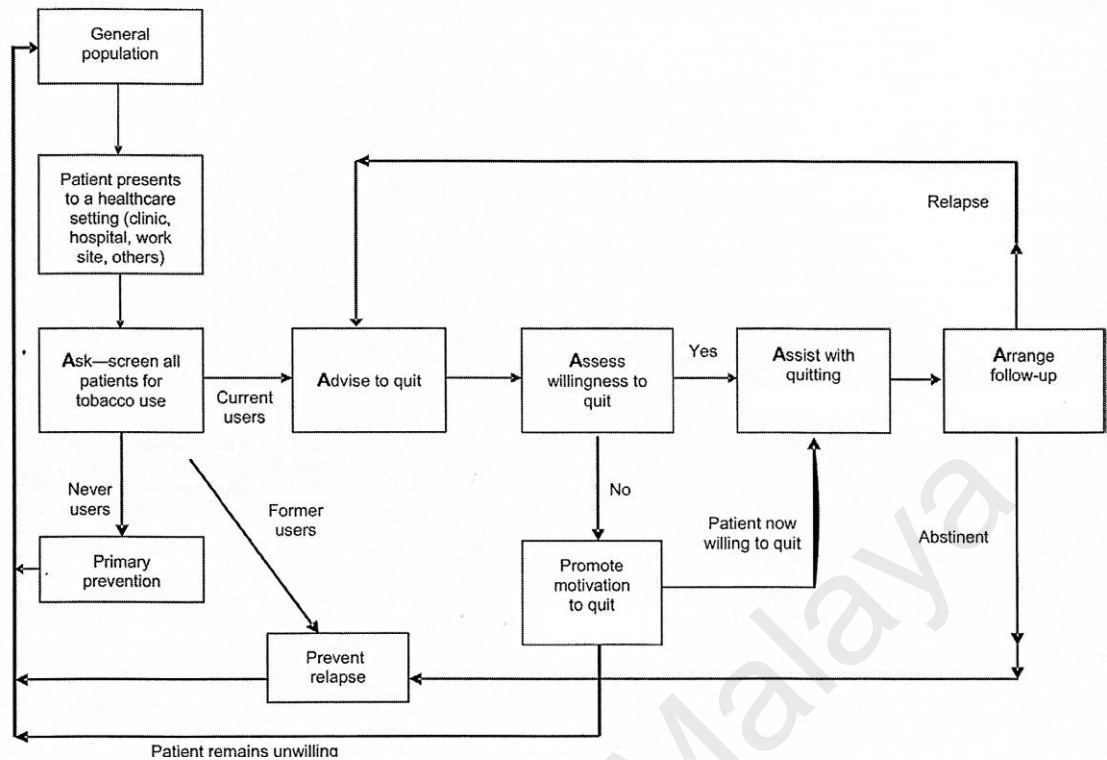 General
population
Patient presents
to a healthcare
setting (clinic,
hospital, work
site, others)
Relapse
Ask—screen all
patients for
tobacco use
Current
users
Advise to quit
Assess
willingness to
quit
Yes
Assist with
quitting
Arrange
follow-up
Never
users
Former
users
No
Patient now
willing to quit
Abstinent
Primary
prevention
Promote
motivation
to quit
Prevent
relapse
Patient remains unwilling
Malaya